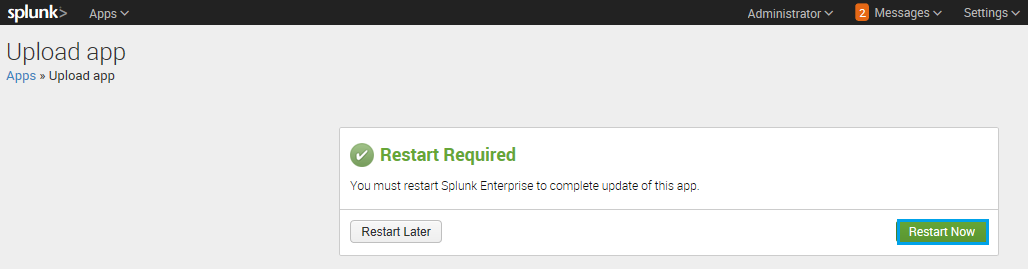 splunk> Apps Administrator 2 Messages Settings
Upload app
Apps » Upload app
Restart Required
You must restart Splunk Enterprise to complete update of this app.
Restart Later Restart Now